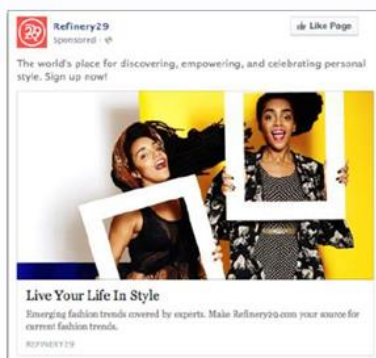 29
Refinery29
Like Page
Sponsored ·
The world's place for discovering, empowering, and celebrating personal
style. Sign up now!
Live Your Life In Style
Emerging fashion trends covered by experts. Make Refinery29.com your source for
current fashion trends.
REFINERY29